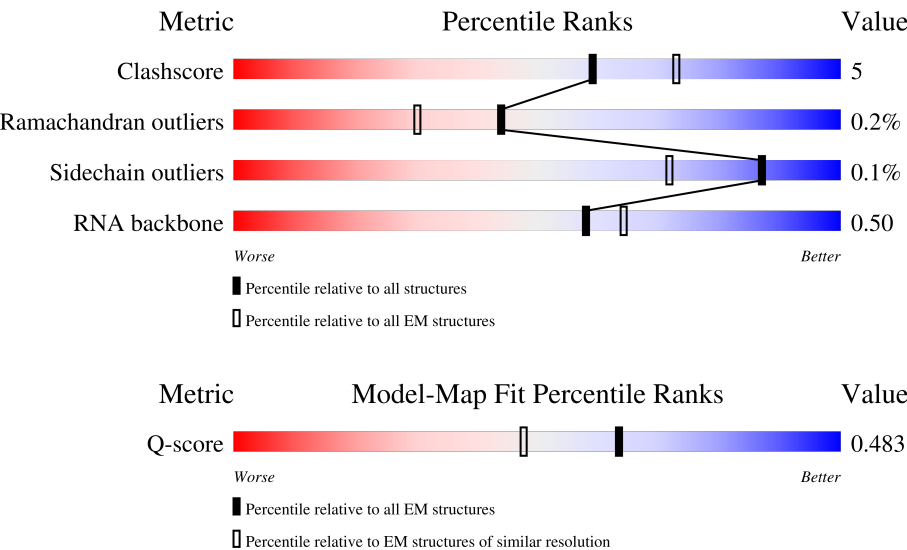 Metric Percentile Ranks Value
Clashscore 5
Ramachandran outliers 0.2%
Sidechain outliers 0.1%
RNA backbone 0.50
Worse Better
Percentile relative to all structures
Percentile relative to all EM structures
Metric Model-Map Fit Percentile Ranks Value
Q-score 0.483
Worse Better
Percentile relative to all EM structures
Percentile relative to EM structures of similar resolution